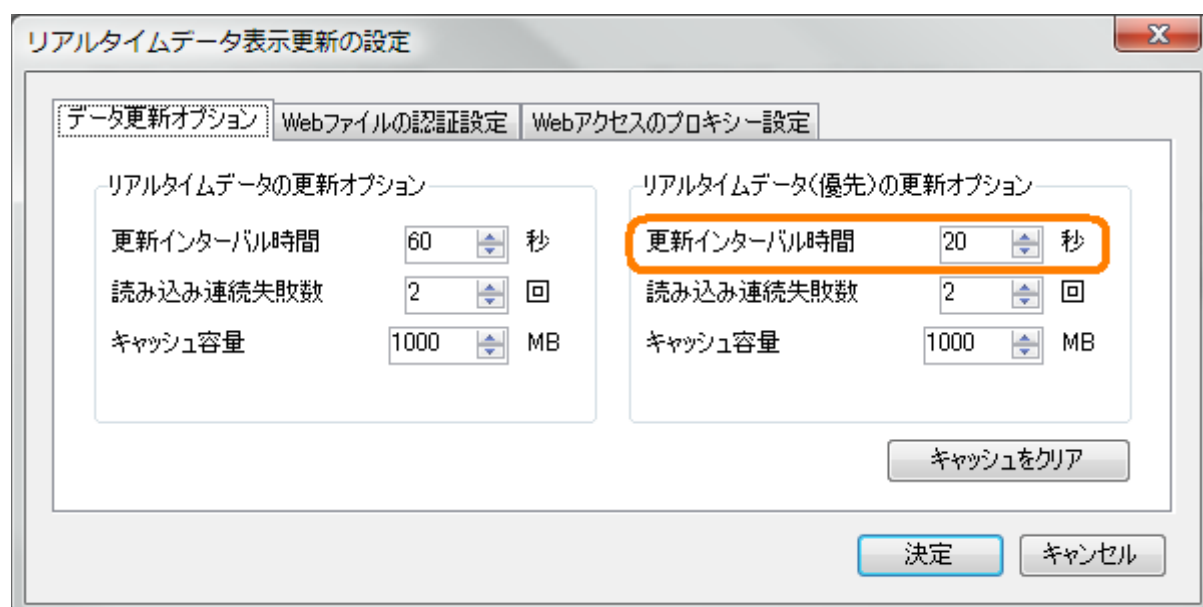 リアルタイムデータ表示更新の設定
データ更新オプション Webファイルの認証設定 Webアクセスのプロキシー設定
リアルタイムデータの更新オプション
更新インターバル時間 60 秒
読み込み連続失敗数 2 回
キャッシュ容量 1000 MB
リアルタイムデータ(優先)の更新オプション
更新インターバル時間 20 秒
読み込み連続失敗数 2 回
キャッシュ容量 1000 MB
キャッシュをクリア
決定 キャンセル